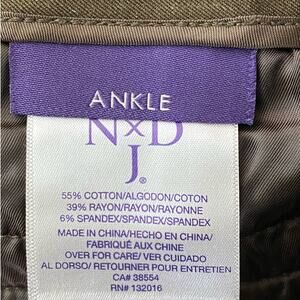 ANKLE
N×D
J®
55% COTTON/ALGODON/COTON
39% RAYON/RAYON/RAYONNE
6% SPANDEX/SPANDEX/SPANDEX
MADE IN CHINA/HECHO EN CHINA/
FABRIQUÉ AUX CHINE
OVER FOR CARE/ VER CUIDADO
AL DORSO/ RETOURNER POUR ENTRETIEN
CA# 38554
RN# 132016